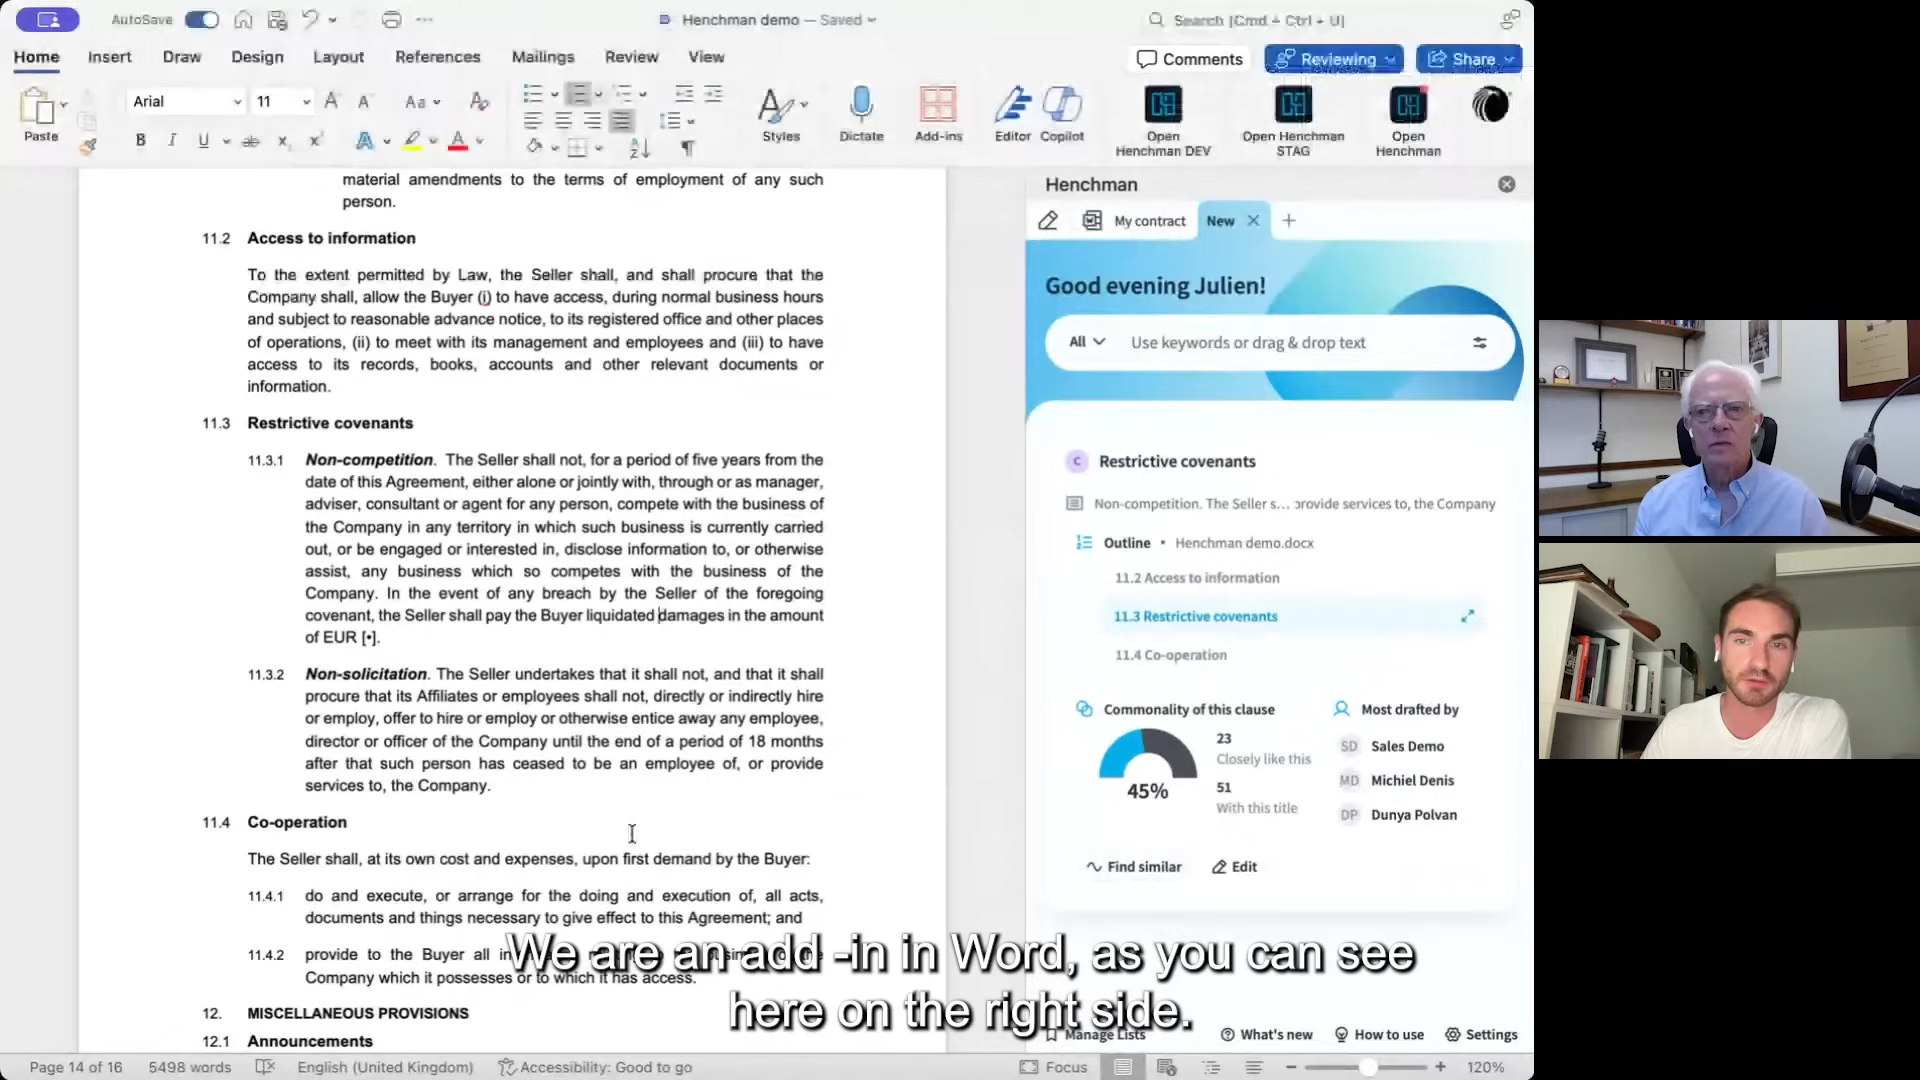 AutoSave
Henchman demo — Saved
Search (Cmd + Ctrl + U)
Home Insert Draw Design Layout References Mailings Review View
Comments Reviewing Share
Paste
Arial 11
Styles
Dictate
Add-ins
Editor
Copilot
Open Henchman DEV
Open Henchman STAG
Open Henchman
material amendments to the terms of employment of any such
person.
11.2 Access to information
To the extent permitted by Law, the Seller shall, and shall procure that the
Company shall, allow the Buyer (i) to have access, during normal business hours
and subject to reasonable advance notice, to its registered office and other places
of operations, (ii) to meet with its management and employees and (iii) to have
access to its records, books, accounts and other relevant documents or
information.
11.3 Restrictive covenants
11.3.1 Non-competition. The Seller shall not, for a period of five years from the
date of this Agreement, either alone or jointly with, through or as manager,
adviser, consultant or agent for any person, compete with the business of
the Company in any territory in which such business is currently carried
out, or be engaged or interested in, disclose information to, or otherwise
assist, any business which so competes with the business of the
Company. In the event of any breach by the Seller of the foregoing
covenant, the Seller shall pay the Buyer liquidated damages in the amount
of EUR [•].
11.3.2 Non-solicitation. The Seller undertakes that it shall not, and that it shall
procure that its Affiliates or employees shall not, directly or indirectly hire
or employ, offer to hire or employ or otherwise entice away any employee,
director or officer of the Company until the end of a period of 18 months
after that such person has ceased to be an employee of, or provide
services to, the Company.
11.4 Co-operation
The Seller shall, at its own cost and expenses, upon first demand by the Buyer:
11.4.1 do and execute, or arrange for the doing and execution of, all acts,
documents and things necessary to give effect to this Agreement; and
11.4.2 provide to the Buyer all
Company which it possesses or to which it has access.
12. MISCELLANEOUS PROVISIONS
12.1 Announcements
Henchman
My contract New
Good evening Julien!
All Use keywords or drag & drop text
C Restrictive covenants
Non-competition. The Seller s... provide services to, the Company
Outline • Henchman demo.docx
11.2 Access to information
11.3 Restrictive covenants
11.4 Co-operation
Commonality of this clause
45%
23
Closely like this
51
With this title
Most drafted by
SD Sales Demo
MD Michiel Denis
DP Dunya Polvan
Find similar Edit
We are an add -in in Word, as you can see
here on the right side.
Manage Lists What's new How to use Settings
Page 14 of 16 5498 words English (United Kingdom) Accessibility: Good to go Focus 120%